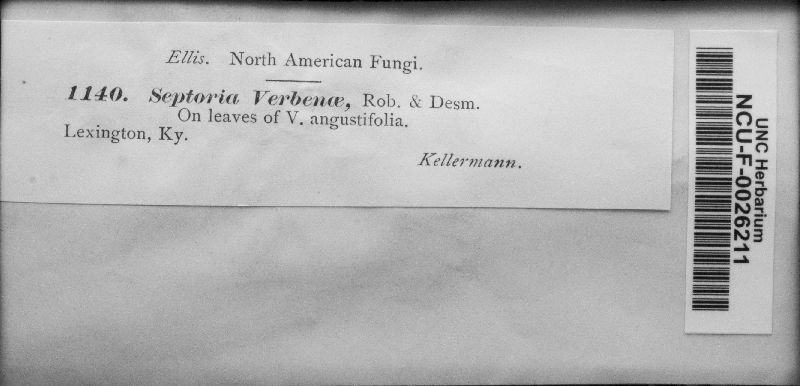 Ellis. North American Fungi.
1140. Septoria Verbenæ, Rob. & Desm.
On leaves of V. angustifolia.
Lexington, Ky.
Kellermann.
UNC Herbarium
NCU-F-0026211